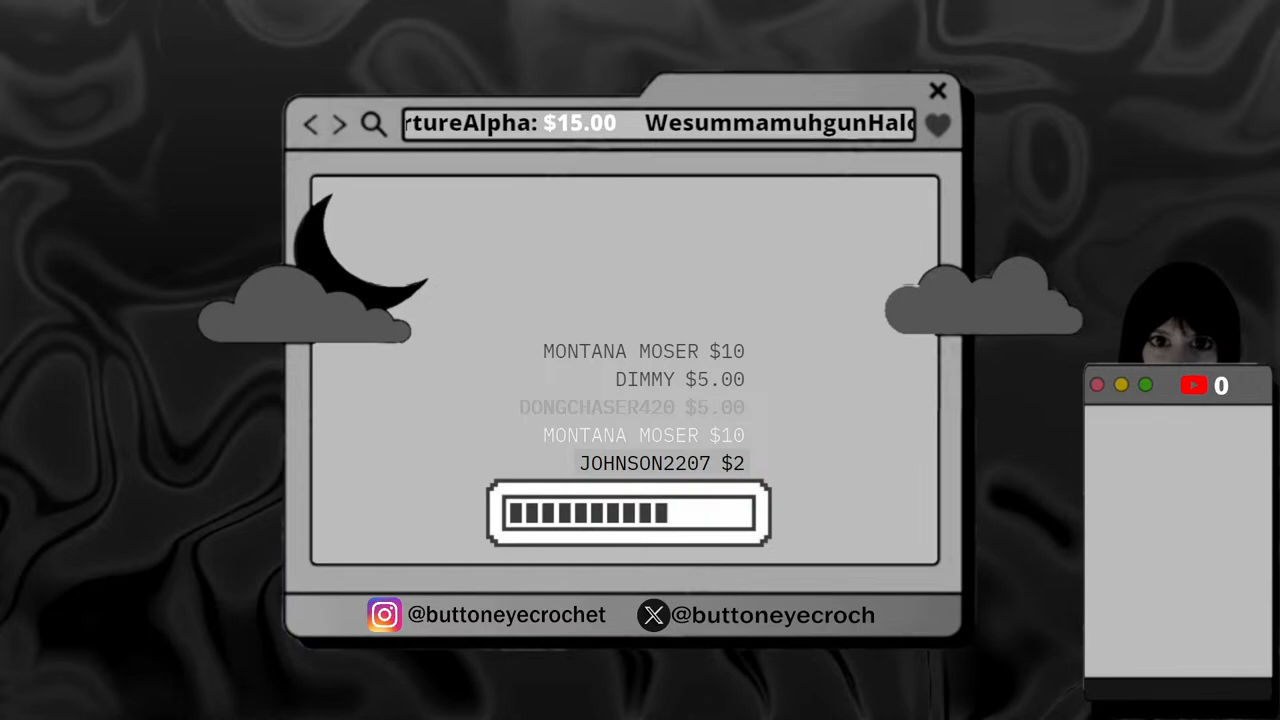 rtureAlpha: $15.00 WesummamuhgunHalo
MONTANA MOSER $10
DIMMY $5.00
DONGCHASER420 $5.00
MONTANA MOSER $10
JOHNSON2207 $2
@buttoneyecrochet @buttoneyecroch
0